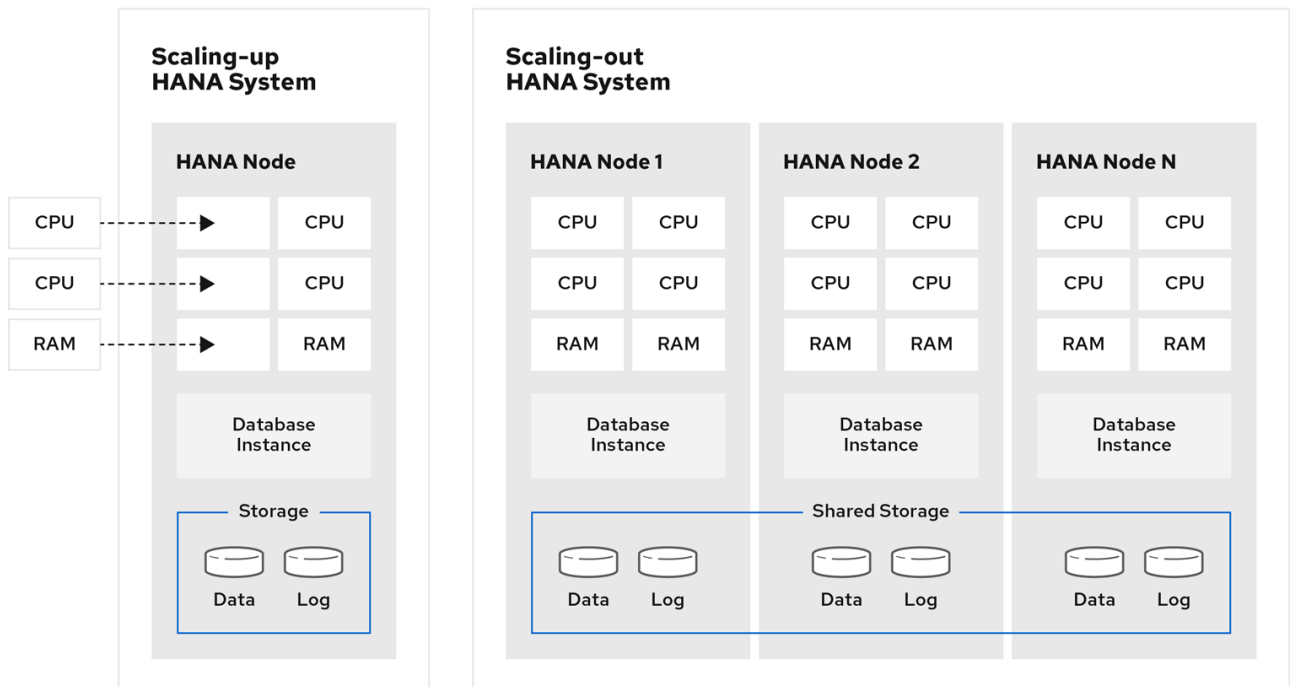 Scaling-up
HANA System
HANA Node
CPU
CPU
CPU
CPU
RAM
RAM
Database
Instance
Storage
Data
Log
Scaling-out
HANA System
HANA Node 1
CPU
CPU
CPU
CPU
RAM
RAM
Database
Instance
HANA Node 2
CPU
CPU
CPU
CPU
RAM
RAM
Database
Instance
HANA Node N
CPU
CPU
CPU
CPU
RAM
RAM
Database
Instance
Shared Storage
Data
Log
Data
Log
Data
Log